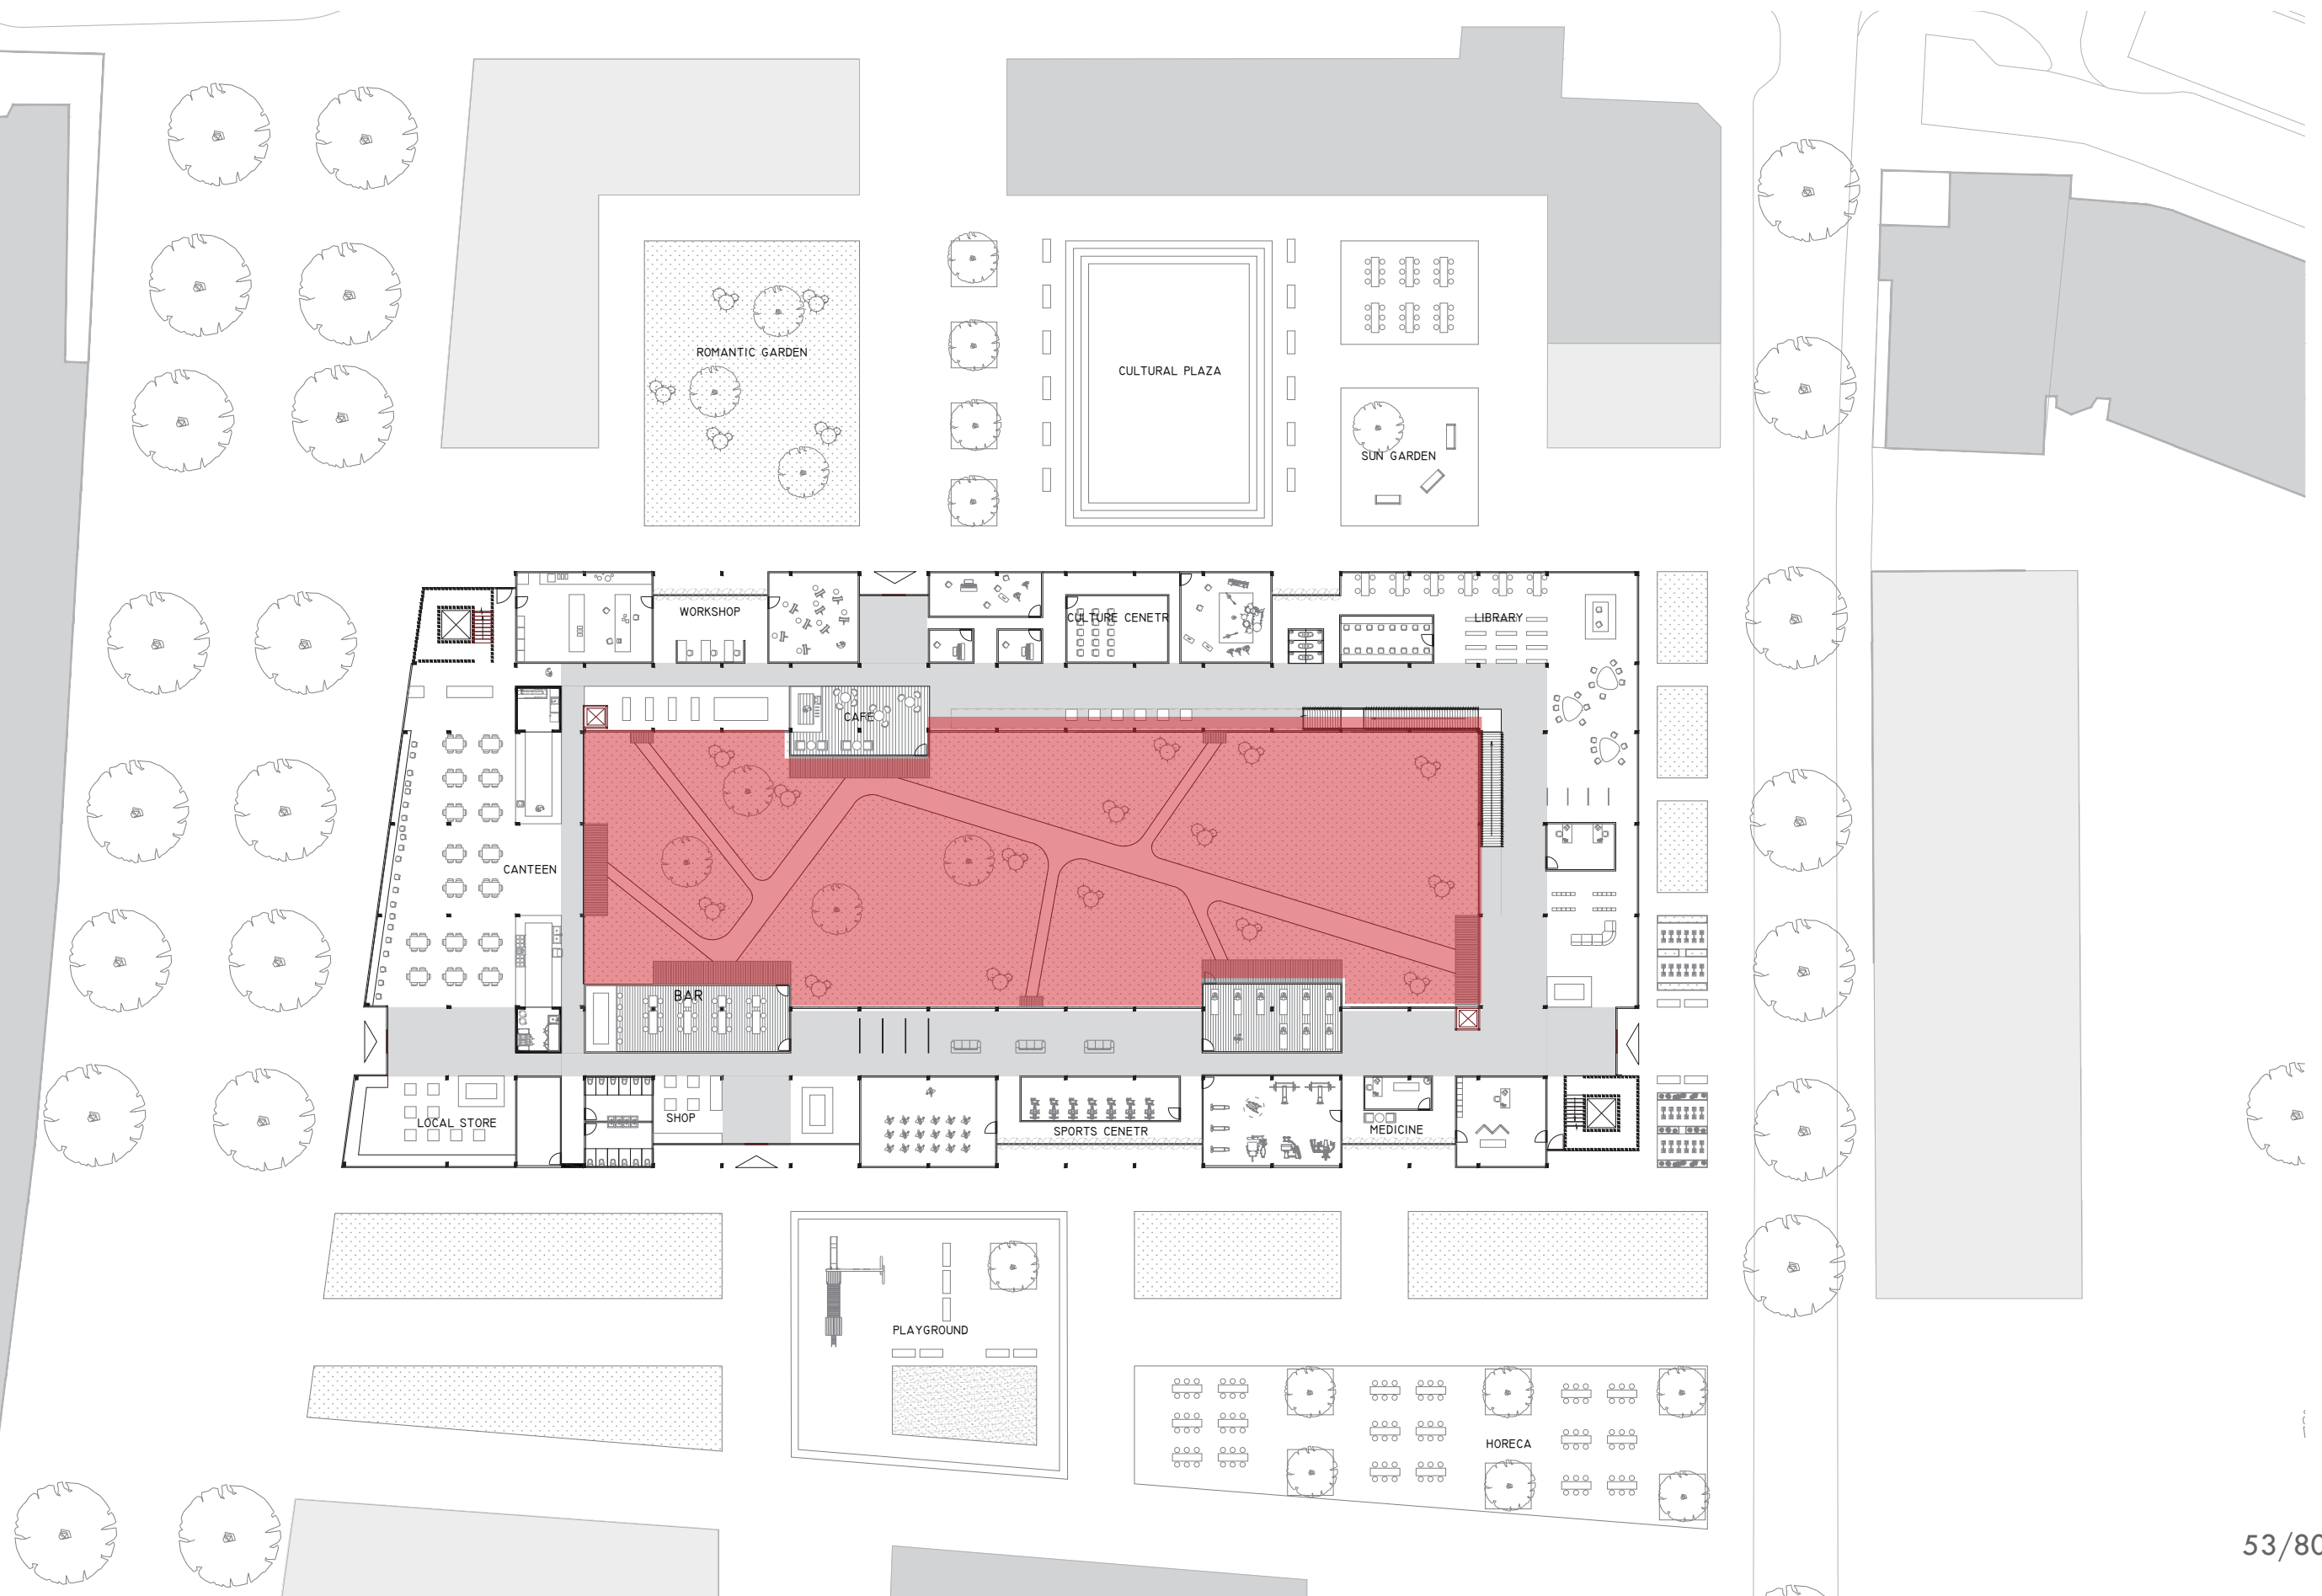 ROMANTIC GARDEN
CULTURAL PLAZA
SUN GARDEN
WORKSHOP
CULTURE CENETR
LIBRARY
CAFE
CANTEEN
BAR
LOCAL STORE
SHOP
SPORTS CENETR
MEDICINE
PLAYGROUND
HORECA
53/80